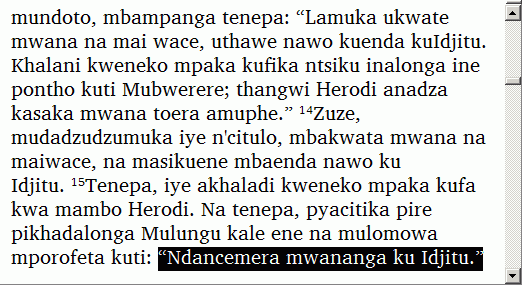 mundoto, mbampanga tenepa: “Lamuka ukwate
mwana na mai wace, uthawe nawo kuenda kuIdjitu.
Khalani kweneko mpaka kufika ntsiku inalonga ine
pontho kuti Mubwerere; thangwi Herodi anadza
kasaka mwana toera amuphe.” ¹⁴Zuze,
mudadzudzumuka iye n'citulo, mbakwata mwana na
maiwace, na masikuene mbaenda nawo ku
Idjitu. ¹⁵Tenepa, iye akhaladi kweneko mpaka kufa
kwa mambo Herodi. Na tenepa, pyacitika pire
pikhadalonga Mulungu kale ene na mulomowa
mporofeta kuti: “Ndancemera mwananga ku Idjitu.”